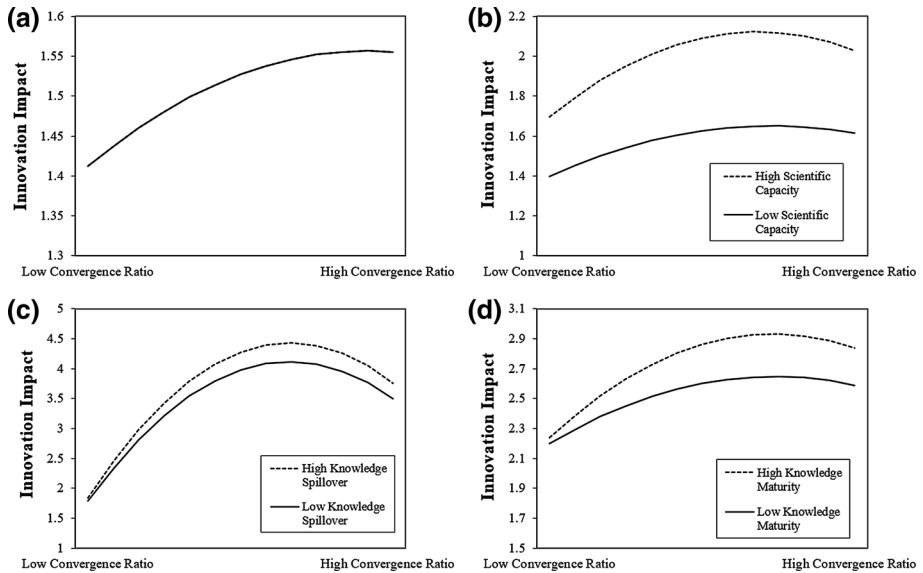 (a)
1.6
1.55
1.5
1.45
1.4
1.35
1.3
Innovation Impact
Low Convergence Ratio
High Convergence Ratio
(b)
2.2
2
1.8
1.6
1.4
1.2
1
Innovation Impact
High Scientific
Capacity
Low Scientific
Capacity
Low Convergence Ratio
High Convergence Ratio
(c)
5
4.5
4
3.5
3
2.5
2
1.5
1
Innovation Impact
High Knowledge
Spillover
Low Knowledge
Spillover
Low Convergence Ratio
High Convergence Ratio
(d)
3.1
2.9
2.7
2.5
2.3
2.1
1.9
1.7
1.5
Innovation Impact
High Knowledge
Maturity
Low Knowledge
Maturity
Low Convergence Ratio
High Convergence Ratio